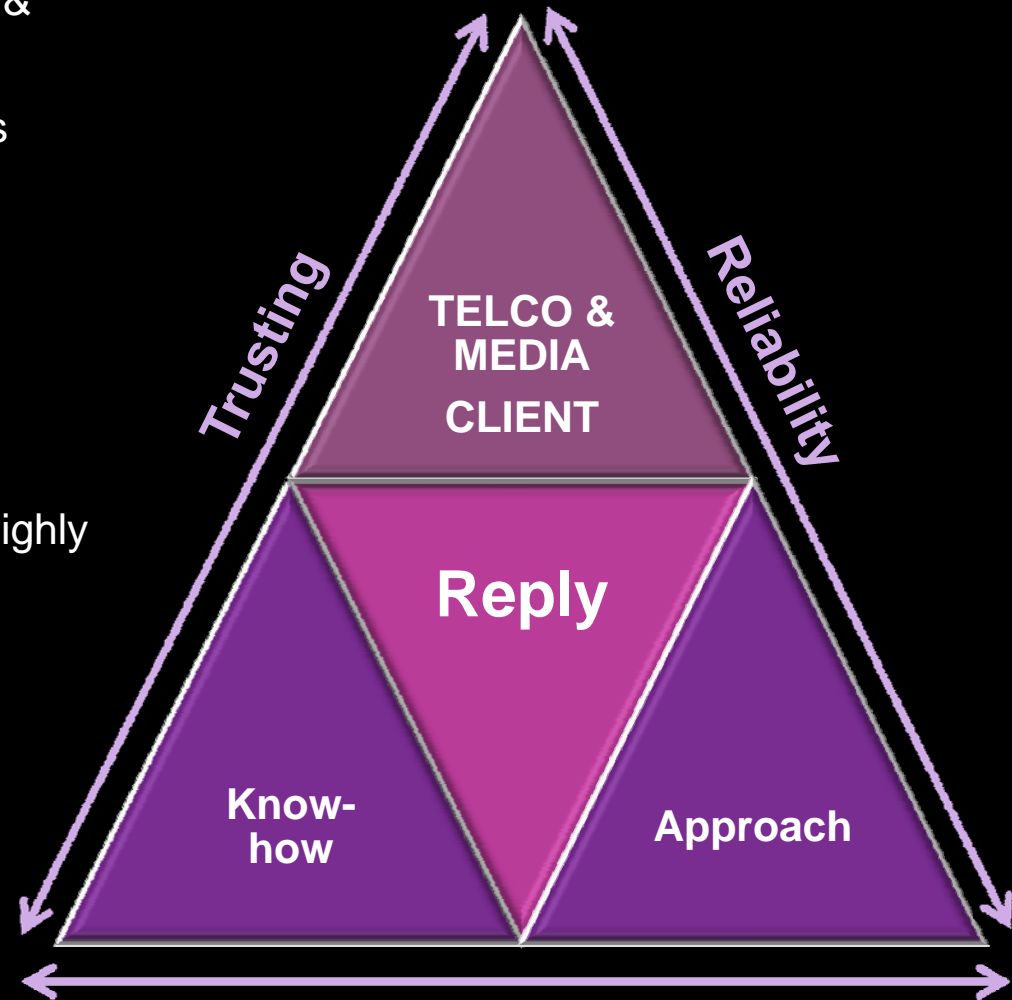 &
s
Trusting
Reliability
TELCO &
MEDIA
CLIENT
ighly
Reply
Know-
how
Approach